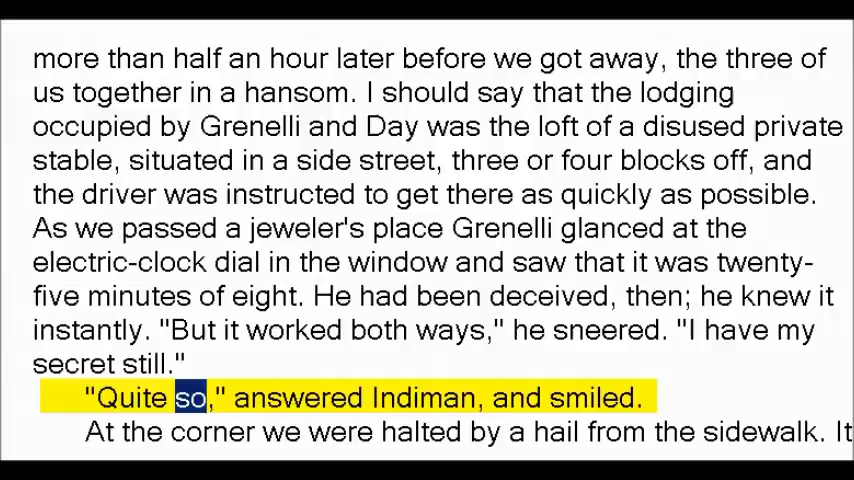 more than half an hour later before we got away, the three of
us together in a hansom. I should say that the lodging
occupied by Grenelli and Day was the loft of a disused private
stable, situated in a side street, three or four blocks off, and
the driver was instructed to get there as quickly as possible.
As we passed a jeweler's place Grenelli glanced at the
electric-clock dial in the window and saw that it was twenty-
five minutes of eight. He had been deceived, then; he knew it
instantly. "But it worked both ways," he sneered. "I have my
secret still."
"Quite so," answered Indiman, and smiled.
At the corner we were halted by a hail from the sidewalk. It